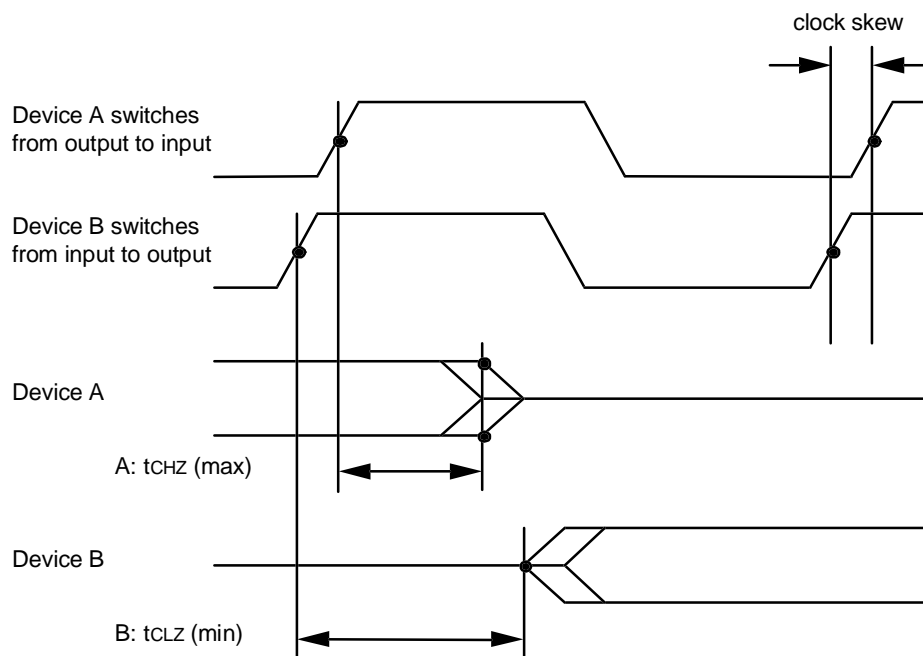 clock skew
Device A switches
from output to input
Device B switches
from input to output
Device A
A: tCHZ (max)
Device B
B: tCLZ (min)